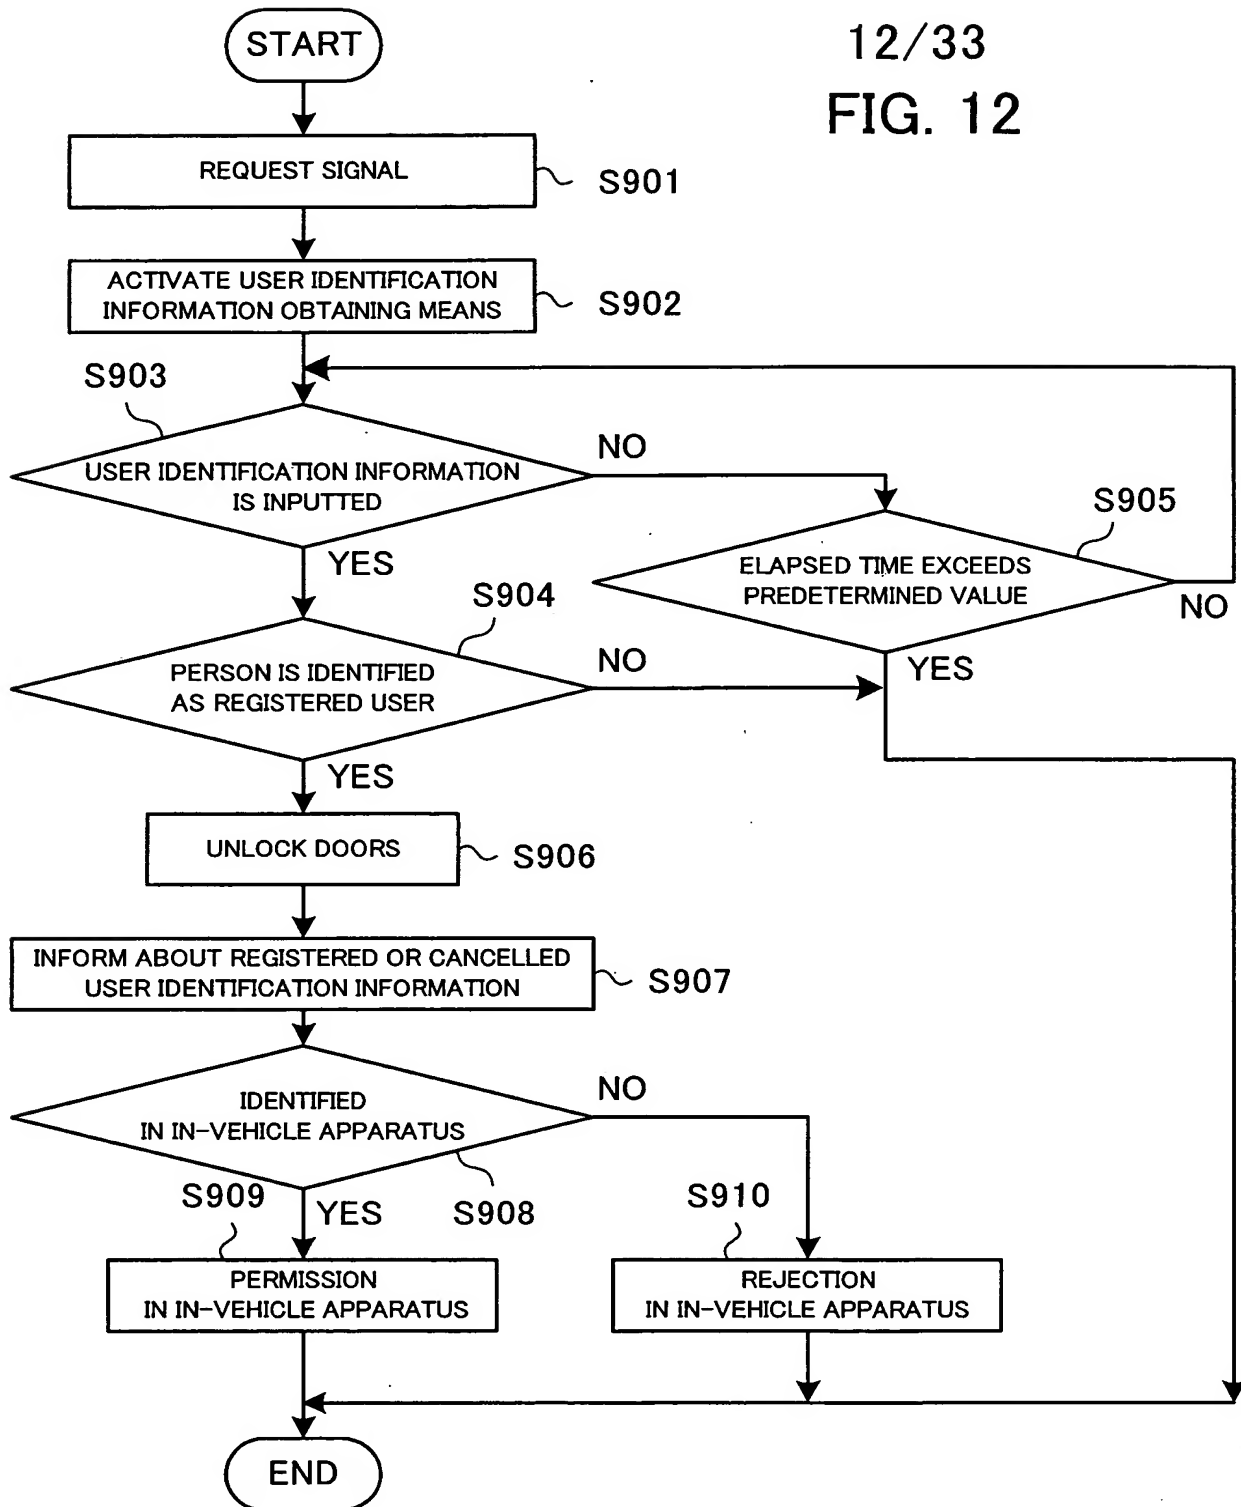 START
12/33
FIG. 12
REQUEST SIGNAL
S901
ACTIVATE USER IDENTIFICATION
INFORMATION OBTAINING MEANS
S902
S903
USER IDENTIFICATION INFORMATION
IS INPUTTED
NO
YES
S905
ELAPSED TIME EXCEEDS
PREDETERMINED VALUE
NO
YES
S904
PERSON IS IDENTIFIED
AS REGISTERED USER
NO
YES
UNLOCK DOORS
S906
INFORM ABOUT REGISTERED OR CANCELLED
USER IDENTIFICATION INFORMATION
S907
IDENTIFIED
IN IN-VEHICLE APPARATUS
NO
S908
YES
S909
PERMISSION
IN IN-VEHICLE APPARATUS
S910
REJECTION
IN IN-VEHICLE APPARATUS
END